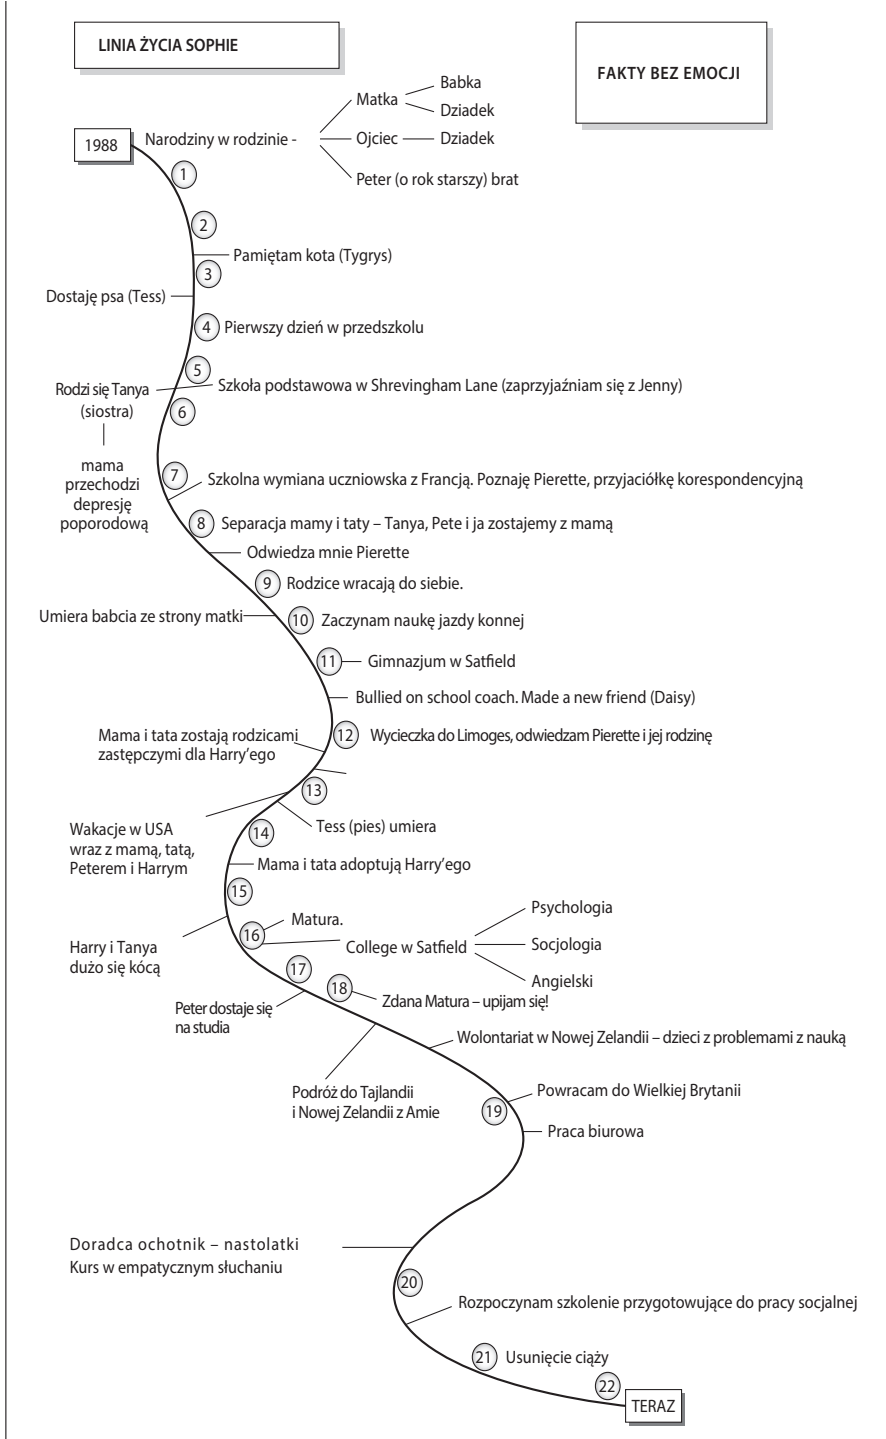 LINIA ŻYCIA SOPHIE
FAKTY BEZ EMOCJI
1988
Narodziny w rodzinie -
Matka
Babka
Dziadek
Ojciec
Dziadek
Peter (o rok starszy) brat
1
2
Pamiętam kota (Tygrys)
3
Dostaję psa (Tess)
4
Pierwszy dzień w przedszkolu
5
Szkoła podstawowa w Shrevingham Lane (zaprzyjaźniam się z Jenny)
Rodzi się Tanya
(siostra)
6
mama
przechodzi
depresję
poporodową
7
Szkolna wymiana uczniowska z Francją. Poznaję Pierette, przyjaciółkę korespondencyjną
8
Separacja mamy i taty – Tanya, Pete i ja zostajemy z mamą
Odwiedza mnie Pierette
9
Rodzice wracają do siebie.
Umiera babcia ze strony matki
10
Zaczynam naukę jazdy konnej
11
Gimnazjum w Satfield
Bullied on school coach. Made a new friend (Daisy)
Mama i tata zostają rodzicami
zastępczymi dla Harry’ego
12
Wycieczka do Limoges, odwiedzam Pierette i jej rodzinę
13
Wakacje w USA
wraz z mamą, tatą,
Peterem i Harrym
Tess (pies) umiera
14
Mama i tata adoptują Harry’ego
15
Harry i Tanya
dużo się kócą
16
Matura.
College w Satfield
Psychologia
Socjologia
Angielski
17
Peter dostaje się
na studia
18
Zdana Matura – upijam się!
Wolontariat w Nowej Zelandii – dzieci z problemami z nauką
Podróż do Tajlandii
i Nowej Zelandii z Amie
19
Powracam do Wielkiej Brytanii
Praca biurowa
Doradca ochotnik – nastolatki
Kurs w empatycznym słuchaniu
20
Rozpoczynam szkolenie przygotowujące do pracy socjalnej
21
Usunięcie ciąży
22
TERAZ